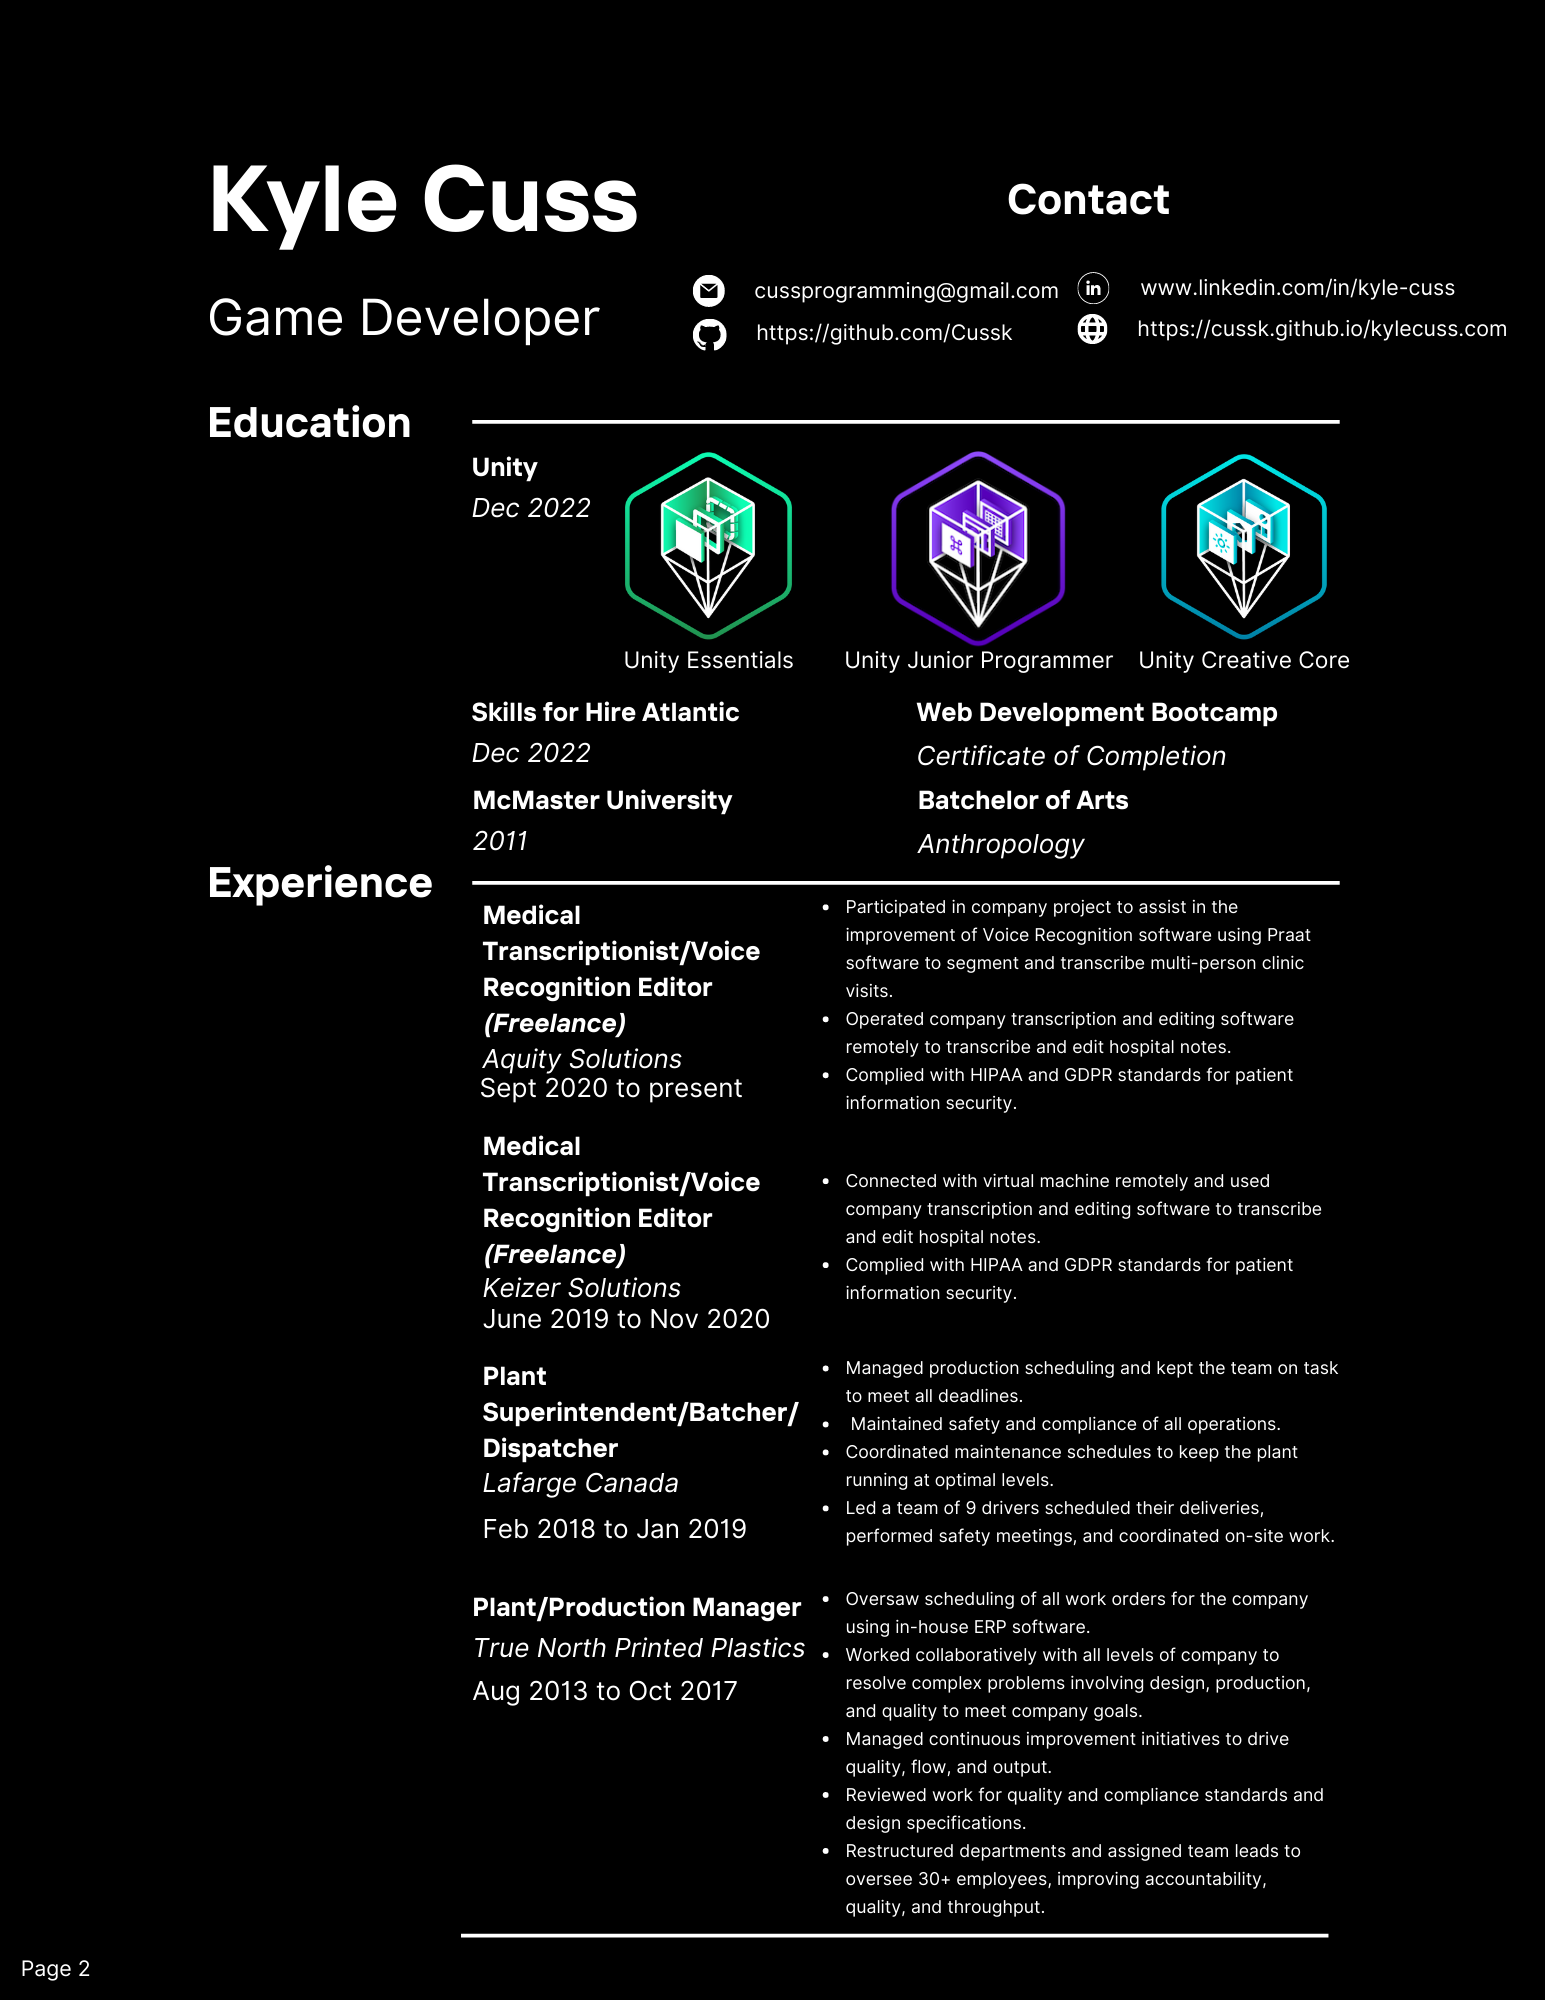 Kyle Cuss
Game Developer
Contact
cussprogramming@gmail.com
www.linkedin.com/in/kyle-cuss
https://github.com/Cussk
https://cussk.github.io/kylecuss.com
Education
Unity
Dec 2022
Unity Essentials
Unity Junior Programmer
Unity Creative Core
Skills for Hire Atlantic
Dec 2022
Web Development Bootcamp
Certificate of Completion
McMaster University
2011
Batchelor of Arts
Anthropology
Experience
Medical
Transcriptionist/Voice
Recognition Editor
(Freelance)
Aquity Solutions
Sept 2020 to present
• Participated in company project to assist in the
improvement of Voice Recognition software using Praat
software to segment and transcribe multi-person clinic
visits.
• Operated company transcription and editing software
remotely to transcribe and edit hospital notes.
• Complied with HIPAA and GDPR standards for patient
information security.
Medical
Transcriptionist/Voice
Recognition Editor
(Freelance)
Keizer Solutions
June 2019 to Nov 2020
• Connected with virtual machine remotely and used
company transcription and editing software to transcribe
and edit hospital notes.
• Complied with HIPAA and GDPR standards for patient
information security.
Plant
Superintendent/Batcher/
Dispatcher
Lafarge Canada
Feb 2018 to Jan 2019
• Managed production scheduling and kept the team on task
to meet all deadlines.
• Maintained safety and compliance of all operations.
• Coordinated maintenance schedules to keep the plant
running at optimal levels.
• Led a team of 9 drivers scheduled their deliveries,
performed safety meetings, and coordinated on-site work.
Plant/Production Manager
True North Printed Plastics
Aug 2013 to Oct 2017
• Oversaw scheduling of all work orders for the company
using in-house ERP software.
• Worked collaboratively with all levels of company to
resolve complex problems involving design, production,
and quality to meet company goals.
• Managed continuous improvement initiatives to drive
quality, flow, and output.
• Reviewed work for quality and compliance standards and
design specifications.
• Restructured departments and assigned team leads to
oversee 30+ employees, improving accountability,
quality, and throughput.
Page 2